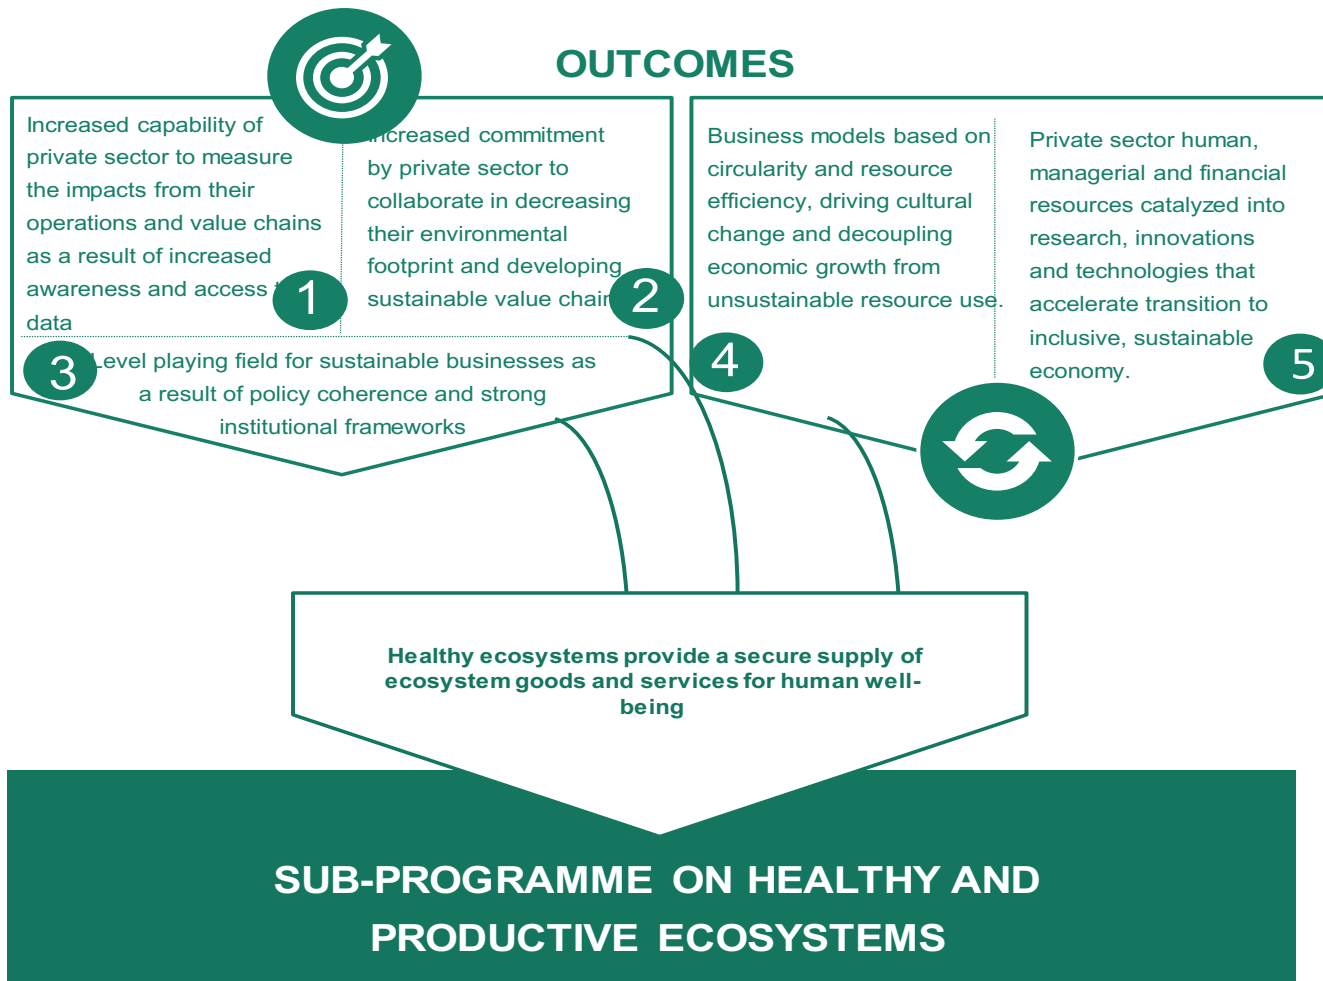 OUTCOMES
Increased capability of
private sector to measure
the impacts from their
operations and value chains
as a result of increased
awareness and access
data
1
Increased commitment
by private sector to
collaborate in decreasing
their environmental
footprint and developing
sustainable value chain
2
3
Level playing field for sustainable businesses as
a result of policy coherence and strong
institutional frameworks
Business models based on
circularity and resource
efficiency, driving cultural
change and decoupling
economic growth from
unsustainable resource use.
4
Private sector human,
managerial and financial
resources catalyzed into
research, innovations
and technologies that
accelerate transition to
inclusive, sustainable
economy.
5
Healthy ecosystems provide a secure supply of
ecosystem goods and services for human well-
being
SUB-PROGRAMME ON HEALTHY AND
PRODUCTIVE ECOSYSTEMS